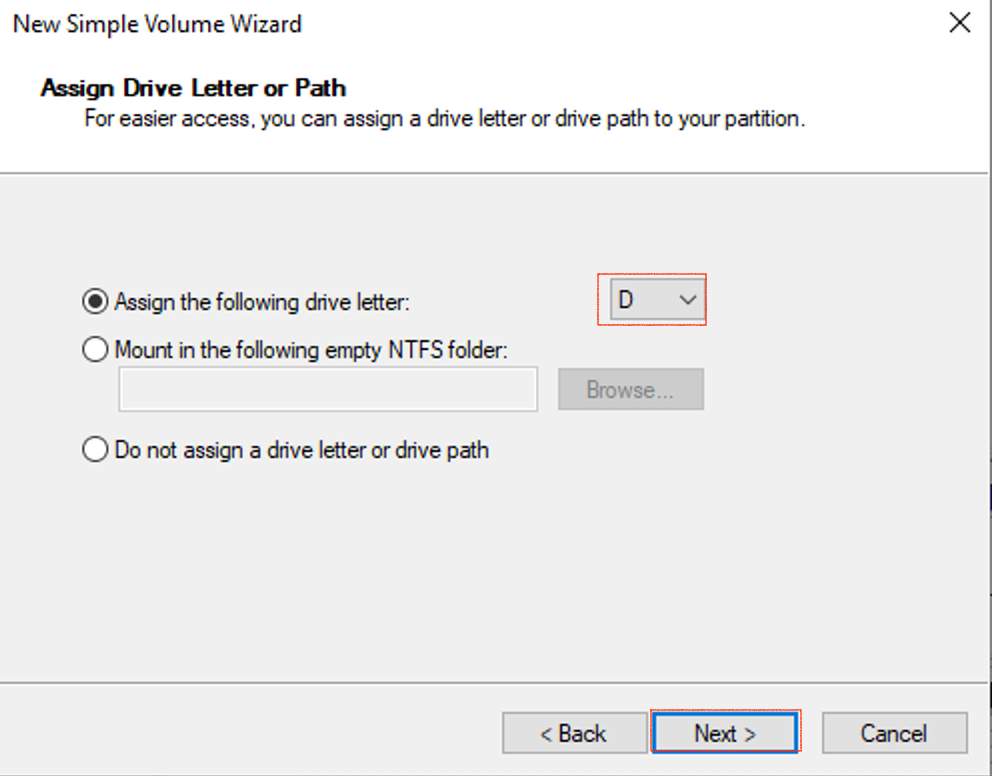 New Simple Volume Wizard
Assign Drive Letter or Path
For easier access, you can assign a drive letter or drive path to your partition.
Assign the following drive letter: D
Mount in the following empty NTFS folder:
Browse...
Do not assign a drive letter or drive path
< Back Next > Cancel